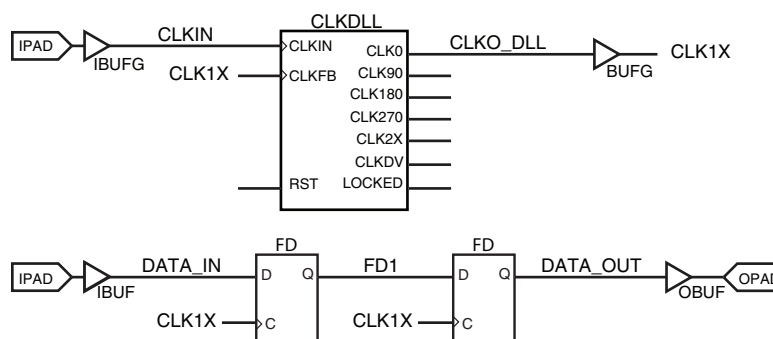 CLKDLL
IPAD
IBUFG
CLKIN
CLKIN
CLK0
CLKO_DLL
BUFG
CLK1X
CLK1X
CLKFB
CLK90
CLK180
CLK270
CLK2X
CLKDV
RST
LOCKED
FD
FD
IPAD
IBUF
DATA_IN
D
Q
FD1
D
Q
DATA_OUT
OBUF
OPAD
CLK1X
C
CLK1X
C